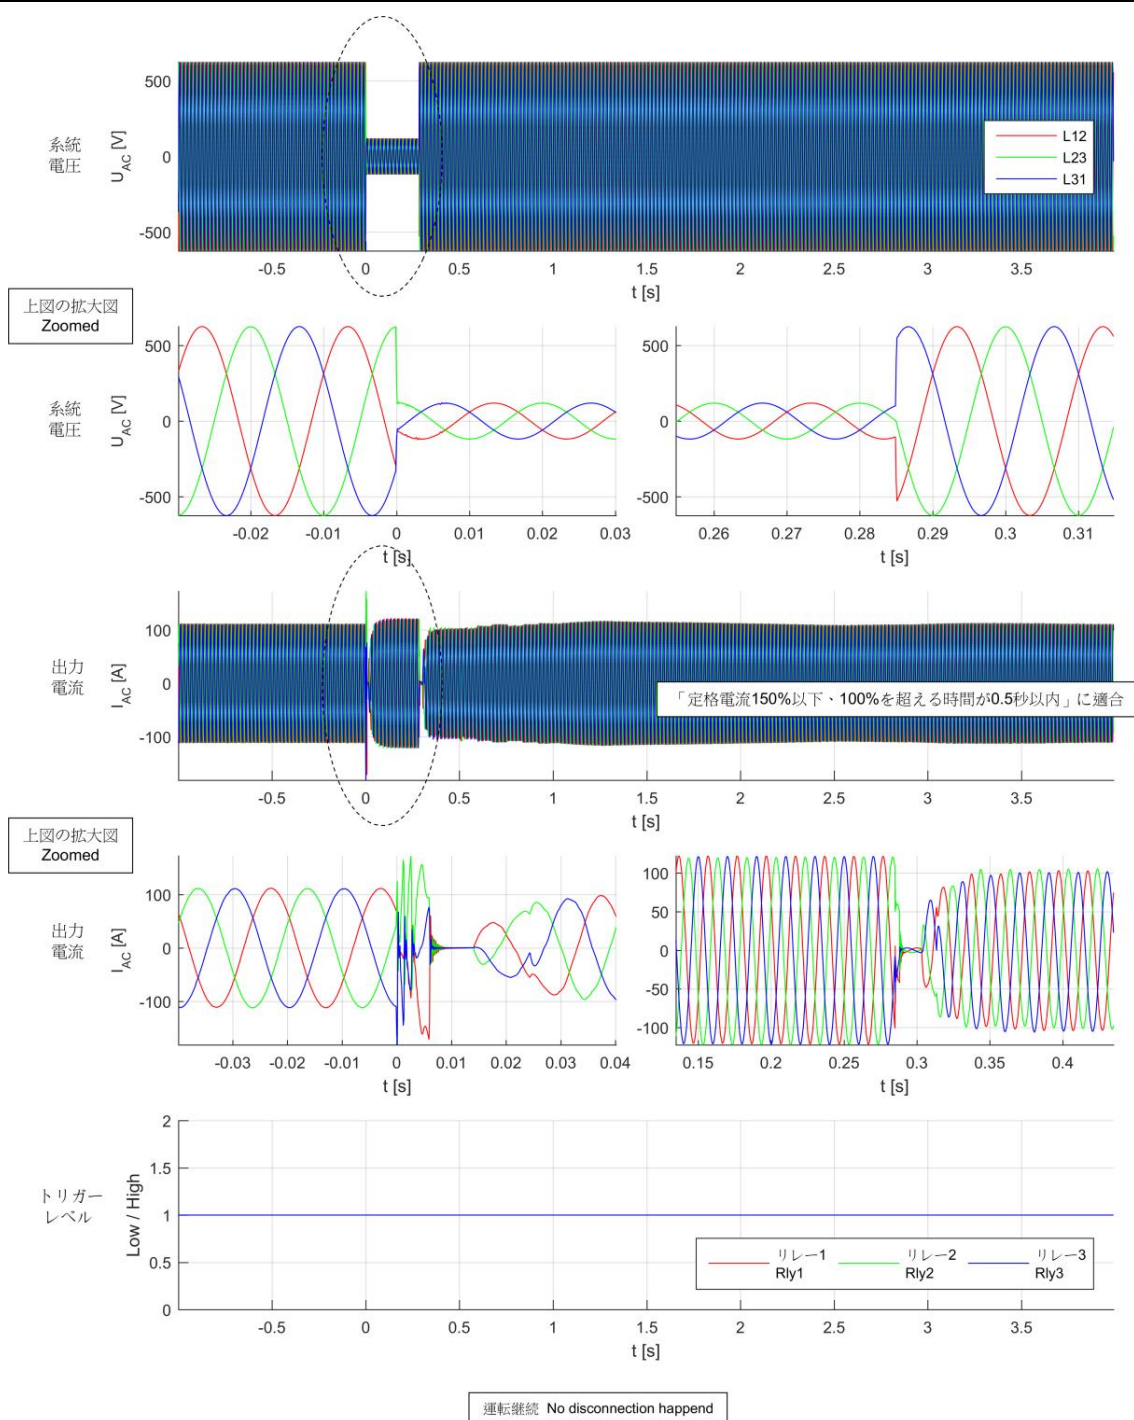 500
0
-500
系統
電圧
U_AC [V]
L12
L23
L31
-0.5 0 0.5 1 1.5 2 2.5 3 3.5
t [s]
上図の拡大図
Zoomed
系統
電圧
U_AC [V]
500
0
-500
-0.02 -0.01 0 0.01 0.02 0.03
t [s]
500
0
-500
0.26 0.27 0.28 0.29 0.3 0.31
t [s]
出力
電流
I_AC [A]
100
0
-100
「定格電流150%以下、100%を超える時間が0.5秒以内」に適合
-0.5 0 0.5 1 1.5 2 2.5 3 3.5
t [s]
上図の拡大図
Zoomed
出力
電流
I_AC [A]
100
0
-100
-0.03 -0.02 -0.01 0 0.01 0.02 0.03 0.04
t [s]
100
50
0
-50
-100
0.15 0.2 0.25 0.3 0.35 0.4
t [s]
トリガー
レベル
Low / High
2
1.5
1
0.5
0
リレー1 リレー2 リレー3
Rly1 Rly2 Rly3
-0.5 0 0.5 1 1.5 2 2.5 3 3.5
t [s]
運転継続 No disconnection happend